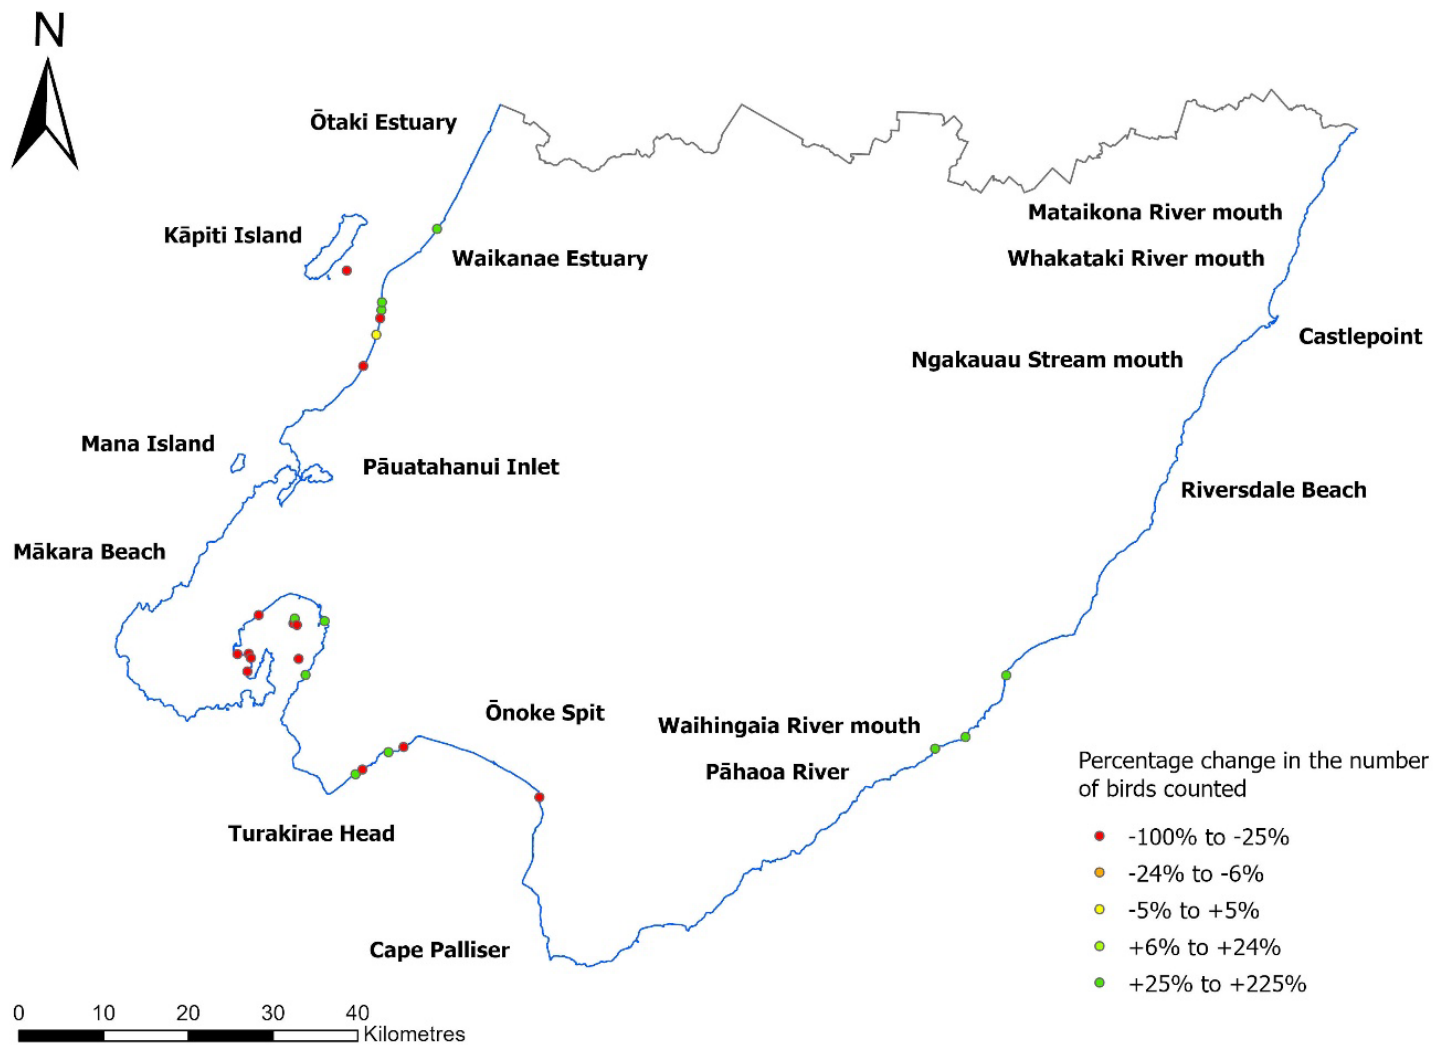 N
Ōtaki Estuary
Mataikona River mouth
Kāpiti Island
Waikanae Estuary
Whakataki River mouth
Castlepoint
Ngakauau Stream mouth
Mana Island
Pāuatahanui Inlet
Riversdale Beach
Mākara Beach
Ōnoke Spit
Waihingaia River mouth
Pāhaoa River
Turakirae Head
Cape Palliser
Percentage change in the number
of birds counted
-100% to -25%
-24% to -6%
-5% to +5%
+6% to +24%
+25% to +225%
0 10 20 30 40
Kilometres